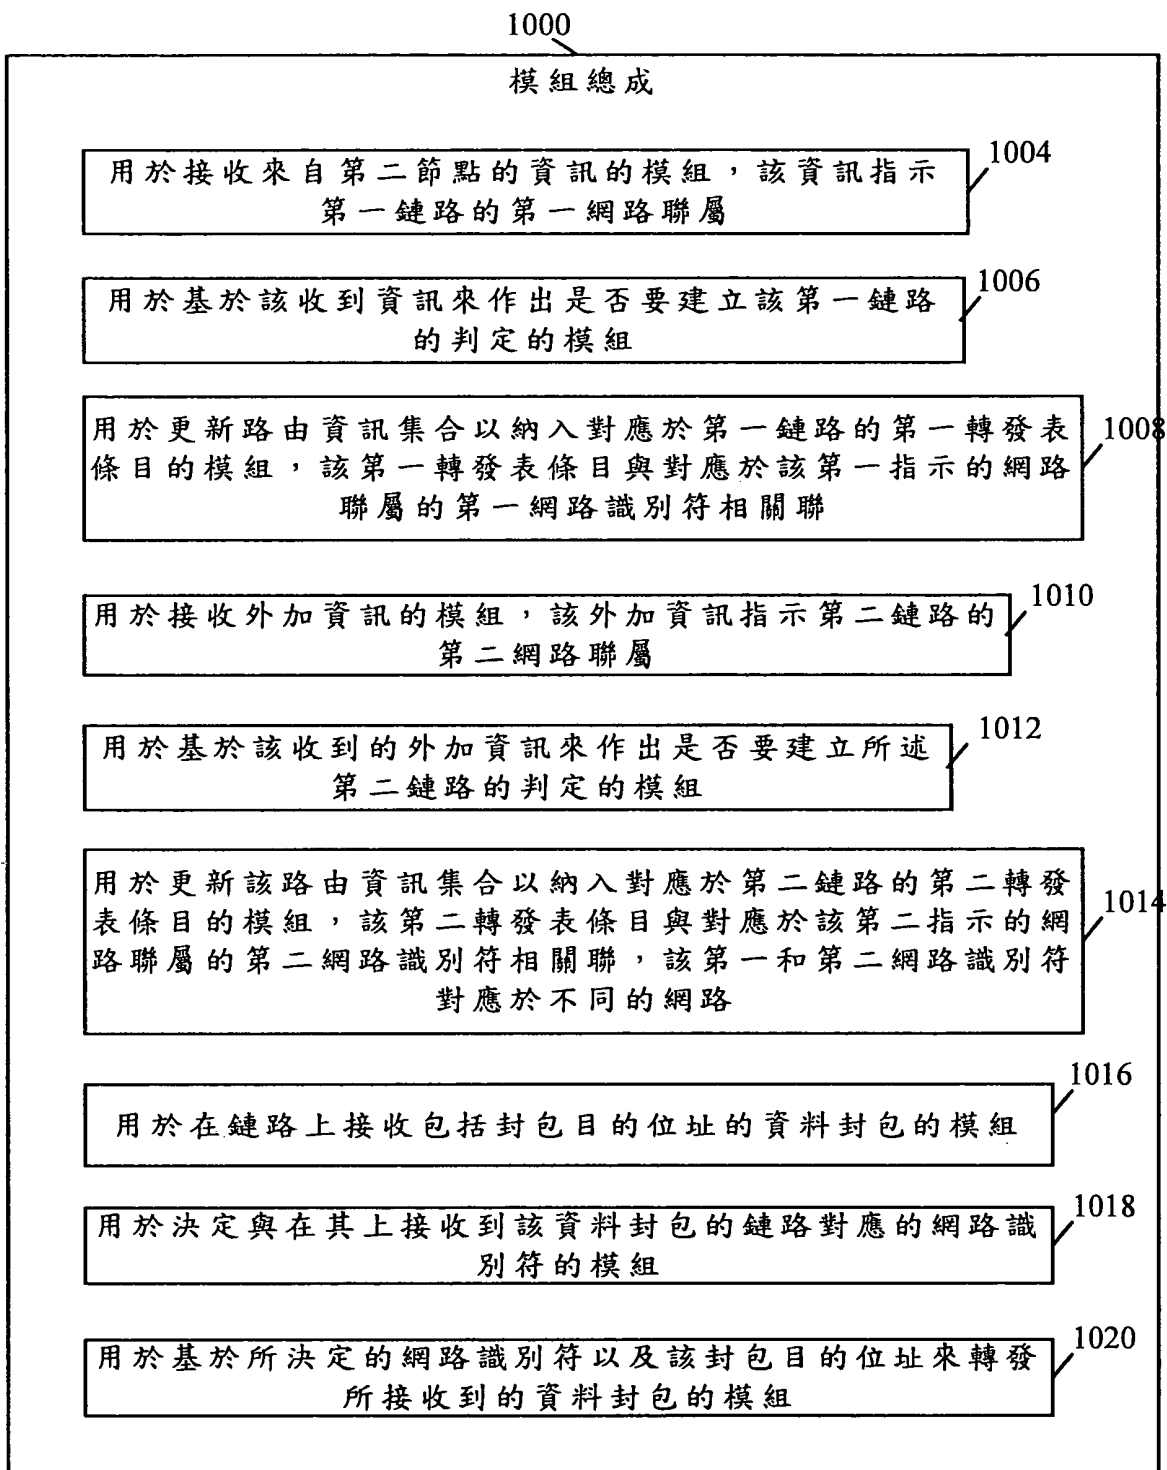 1000
模組總成
1004
用於接收來自第二節點的資訊的模組，該資訊指示
第一鏈路的第一網路聯屬
1006
用於基於該收到資訊來作出是否要建立該第一鏈路
的判定的模組
1008
用於更新路由資訊集合以納入對應於第一鏈路的第一轉發表
條目的模組，該第一轉發表條目與對應於該第一指示的網路
聯屬的第一網路識別符相關聯
1010
用於接收外加資訊的模組，該外加資訊指示第二鏈路的
第二網路聯屬
1012
用於基於該收到的外加資訊來作出是否要建立所述
第二鏈路的判定的模組
1014
用於更新該路由資訊集合以納入對應於第二鏈路的第二轉發
表條目的模組，該第二轉發表條目與對應於該第二指示的網
路聯屬的第二網路識別符相關聯，該第一和第二網路識別符
對應於不同的網路
1016
用於在鏈路上接收包括封包目的位址的資料封包的模組
1018
用於決定與在其上接收到該資料封包的鏈路對應的網路識
別符的模組
1020
用於基於所決定的網路識別符以及該封包目的位址來轉發
所接收到的資料封包的模組